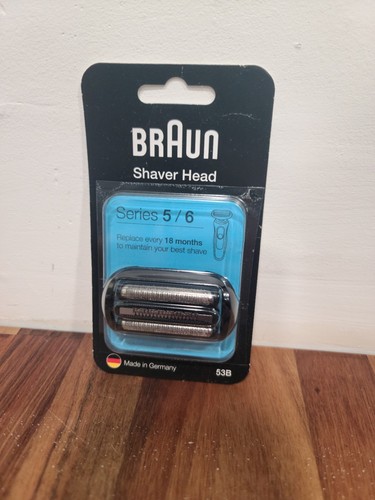 BRAUN
Shaver Head
Series 5 / 6
Replace every 18 months
to maintain your best shave
Made in Germany
53B